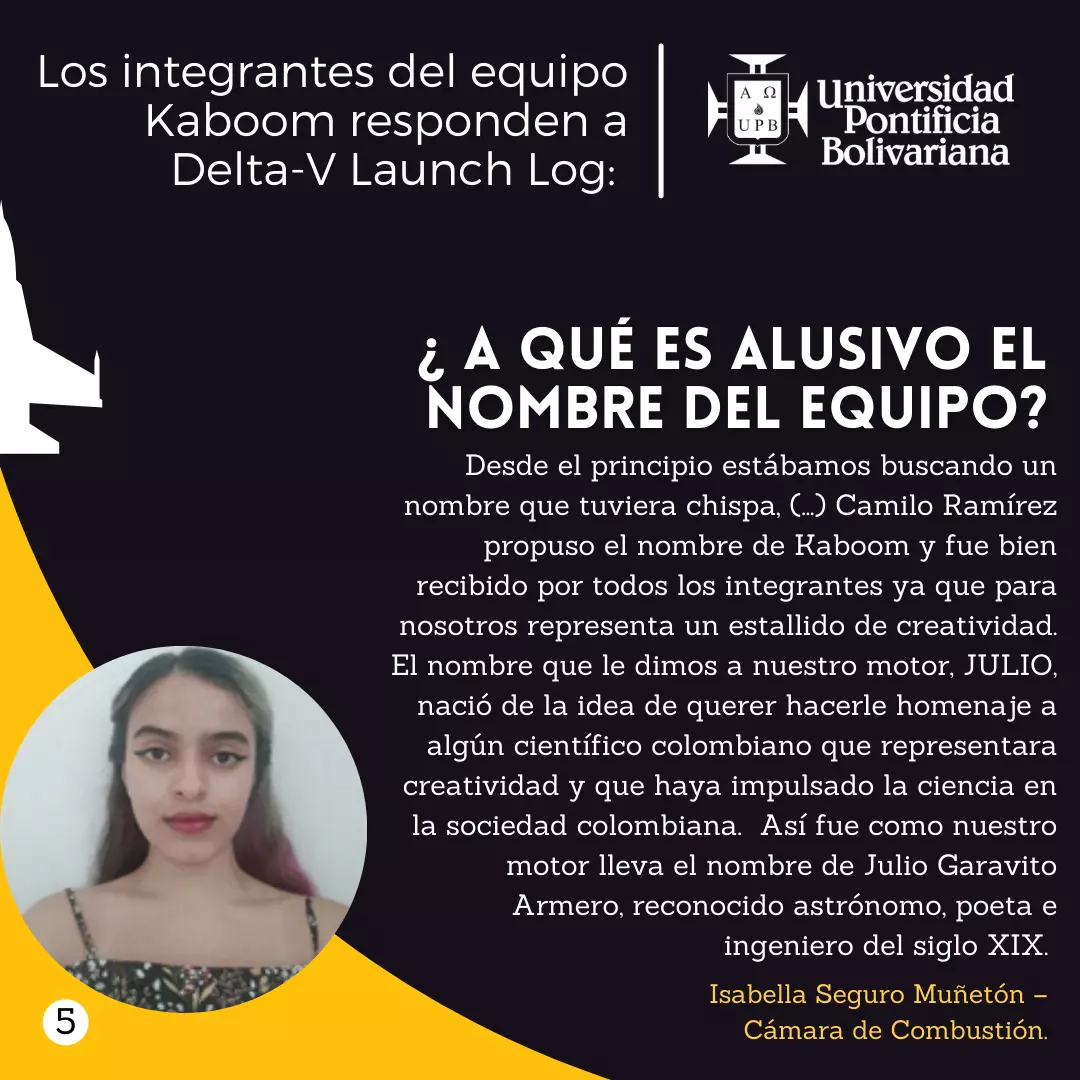 Los integrantes del equipo
Kaboom responden a
Delta-V Launch Log:
Α Ω
UPB
Universidad
Pontificia
Bolivariana
¿ A QUÉ ES ALUSIVO EL
NOMBRE DEL EQUIPO?
Desde el principio estábamos buscando un
nombre que tuviera chispa, (...) Camilo Ramírez
propuso el nombre de Kaboom y fue bien
recibido por todos los integrantes ya que para
nosotros representa un estallido de creatividad.
El nombre que le dimos a nuestro motor, JULIO,
nació de la idea de querer hacerle homenaje a
algún científico colombiano que representara
creatividad y que haya impulsado la ciencia en
la sociedad colombiana.  Así fue como nuestro
motor lleva el nombre de Julio Garavito
Armero, reconocido astrónomo, poeta e
ingeniero del siglo XIX.
Isabella Seguro Muñetón –
Cámara de Combustión.
5